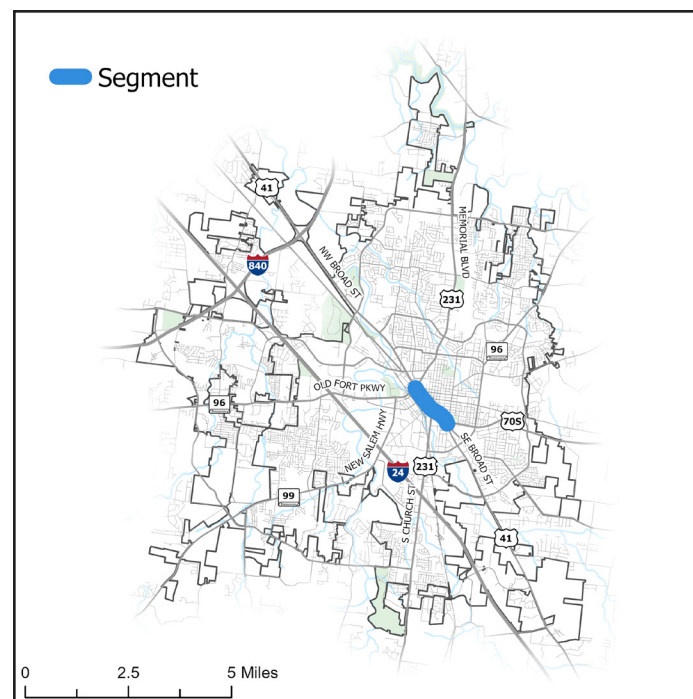 Segment
41
840
NW BROAD ST
MEMORIAL BLVD
231
96
OLD FORT PKWY
96
70S
NEW SALEM HWY
SE BROAD ST
24
231
99
S CHURCH ST
41
0 2.5 5 Miles